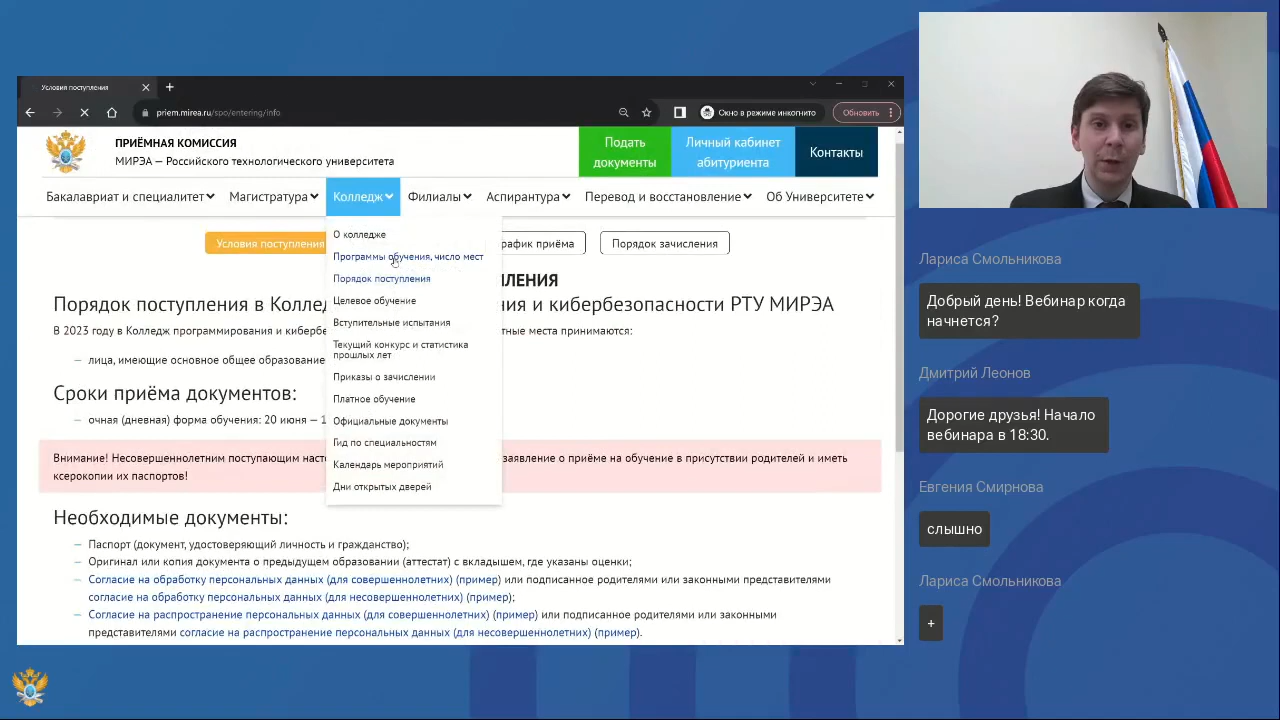 Условия поступления
priem.mirea.ru/spo/entering/info
Окно в режиме инкогнито
Обновить
ПРИЁМНАЯ КОМИССИЯ
МИРЭА — Российского технологического университета
Подать
документы
Личный кабинет
абитуриента
Контакты
Бакалавриат и специалитет
Магистратура
Колледж
Филиалы
Аспирантура
Перевод и восстановление
Об Университете
О колледже
Программы обучения, число мест
Порядок поступления
Целевое обучение
Вступительные испытания
Текущий конкурс и статистика
прошлых лет
Приказы о зачислении
Платное обучение
Официальные документы
Гид по специальностям
Календарь мероприятий
Дни открытых дверей
Условия поступления
рафик приёма
Порядок зачисления
ПЛЕНИЯ
Порядок поступления в Коллед
ия и кибербезопасности РТУ МИРЭА
В 2023 году в Колледж программирования и киберб
тные места принимаются:
— лица, имеющие основное общее образование
Сроки приёма документов:
— очная (дневная) форма обучения: 20 июня — 1
Внимание! Несовершеннолетним поступающим наст
заявление о приёме на обучение в присутствии родителей и иметь
ксерокопии их паспортов!
Необходимые документы:
— Паспорт (документ, удостоверяющий личность и гражданство);
— Оригинал или копия документа о предыдущем образовании (аттестат) с вкладышем, где указаны оценки;
— Согласие на обработку персональных данных (для совершеннолетних) (пример) или подписанное родителями или законными представителями
согласие на обработку персональных данных (для несовершеннолетних) (пример);
— Согласие на распространение персональных данных (для совершеннолетних) (пример) или подписанное родителями или законными
представителями согласие на распространение персональных данных (для несовершеннолетних) (пример).
Лариса Смольникова
Добрый день! Вебинар когда
начнется?
Дмитрий Леонов
Дорогие друзья! Начало
вебинара в 18:30.
Евгения Смирнова
слышно
Лариса Смольникова
+